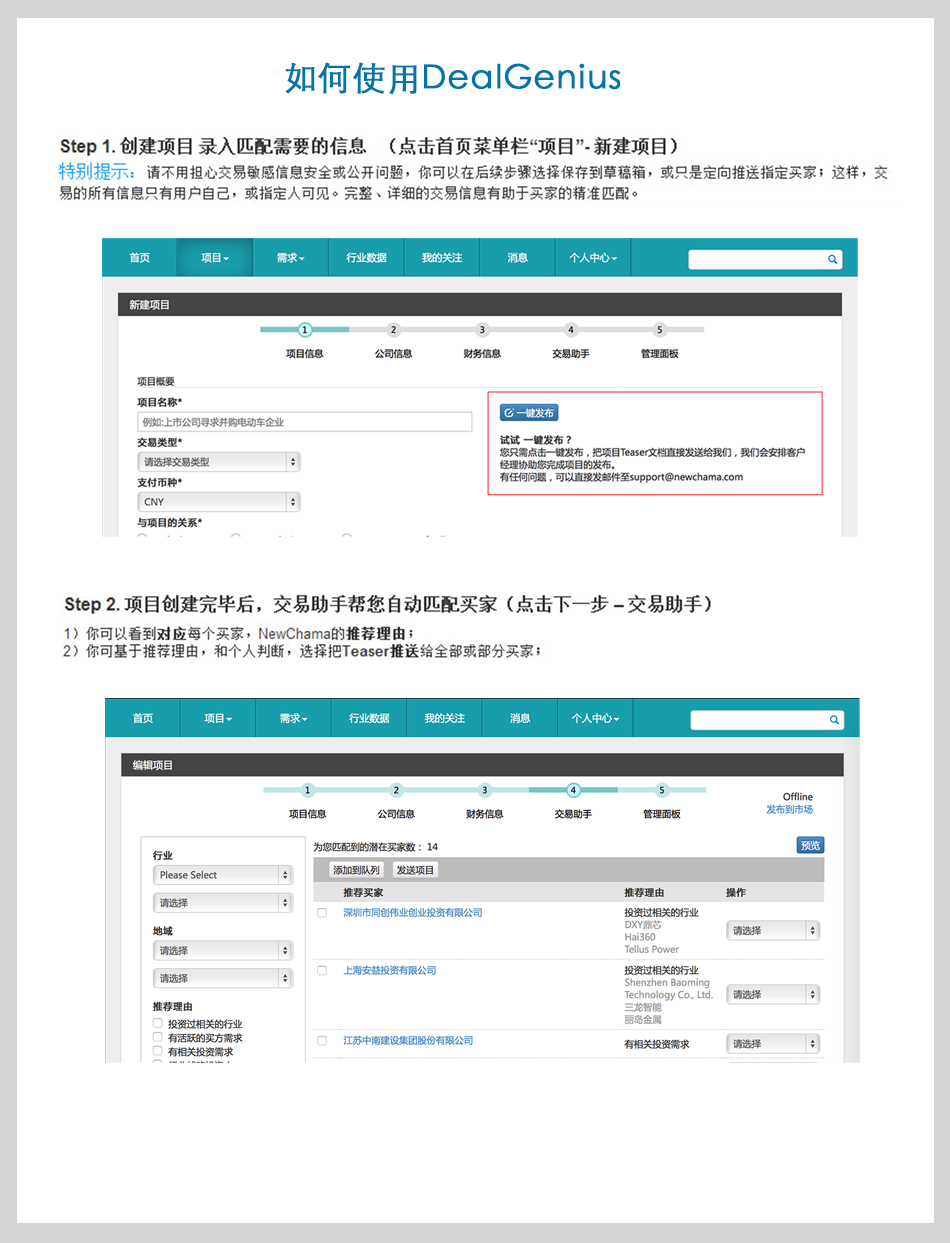 如何使用DealGenius
Step 1. 创建项目 录入匹配需要的信息 （点击首页菜单栏“项目”- 新建项目）
特别提示：请不用担心交易敏感信息安全或公开问题，你可以在后续步骤选择保存到草稿箱，或只是定向推送指定买家；这样，交
易的所有信息只有用户自己，或指定人可见。完整、详细的交易信息有助于买家的精准匹配。
首页 项目 需求 行业数据 我的关注 消息 个人中心
新建项目
1 2 3 4 5
项目信息 公司信息 财务信息 交易助手 管理面板
项目概要
项目名称*
例如:上市公司寻求并购电动车企业
交易类型*
请选择交易类型
支付币种*
CNY
与项目的关系*
一键发布
试试 一键发布？
您只需点击一键发布，把项目Teaser文档直接发送给我们，我们会安排客户
经理协助您完成项目的发布。
有任何问题，可以直接发邮件至support@newchama.com
Step 2. 项目创建完毕后，交易助手帮您自动匹配买家（点击下一步 – 交易助手）
1）你可以看到对应每个买家，NewChama的推荐理由；
2）你可基于推荐理由，和个人判断，选择把Teaser推送给全部或部分买家；
首页 项目 需求 行业数据 我的关注 消息 个人中心
编辑项目
1 2 3 4 5
项目信息 公司信息 财务信息 交易助手 管理面板
Offline
发布到市场
行业
Please Select
请选择
地域
请选择
请选择
推荐理由
投资过相关的行业
有活跃的买方需求
有相关投资需求
为您匹配到的潜在买家数： 14
预览
添加到队列 发送项目
推荐买家 推荐理由 操作
深圳市同创伟业创业投资有限公司 投资过相关的行业
DXY鼎芯
Hai360
Tellus Power
请选择
上海安益投资有限公司 投资过相关的行业
Shenzhen Baoming
Technology Co., Ltd.
三龙智能
丽岛金属
请选择
江苏中南建设集团股份有限公司 有相关投资需求 请选择